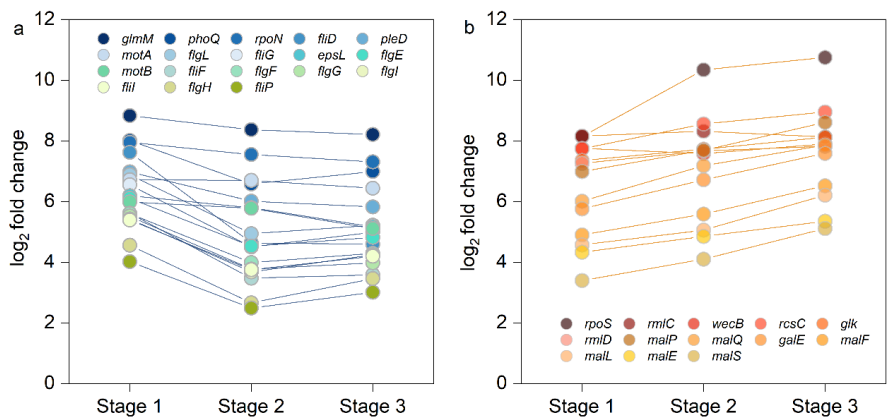 a
12
10
8
6
4
2
0
log2 fold change
glmM phoQ rpoN fliD pleD
motA flgL fliG epsL flgE
motB fliF flgF flgG flgI
fliI flgH fliP
Stage 1 Stage 2 Stage 3
b
12
10
8
6
4
2
0
log2 fold change
rpoS rmlC wecB rcsC glk
rmlD malP malQ galE malF
malL malE malS
Stage 1 Stage 2 Stage 3